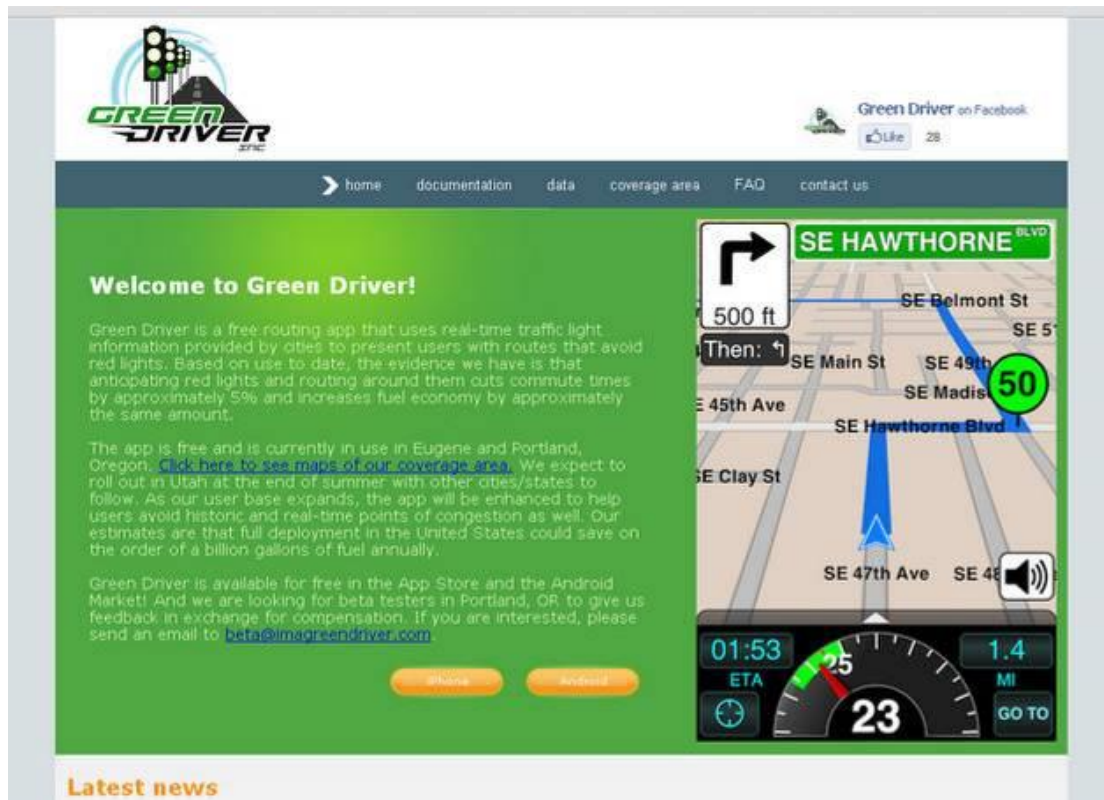 GREEN
DRIVER
INC
Green Driver on Facebook
Like 28
home documentation data coverage area FAQ contact us
Welcome to Green Driver!
Green Driver is a free routing app that uses real-time traffic light
information provided by cities to present users with routes that avoid
red lights. Based on use to date, the evidence we have is that
anticipating red lights and routing around them cuts commute times
by approximately 5% and increases fuel economy by approximately
the same amount.
The app is free and is currently in use in Eugene and Portland,
Oregon. Click here to see maps of our coverage area. We expect to
roll out in Utah at the end of summer with other cities/states to
follow. As our user base expands, the app will be enhanced to help
users avoid historic and real-time points of congestion as well. Our
estimates are that full deployment in the United States could save on
the order of a billion gallons of fuel annually.
Green Driver is available for free in the App Store and the Android
Market! And we are looking for beta testers in Portland, OR to give us
feedback in exchange for compensation. If you are interested, please
send an email to beta@imagreendriver.com.
iPhone Android
SE HAWTHORNE BLVD
500 ft
Then:
SE Belmont St
SE 5
SE Main St SE 49th
50
SE Madis
E 45th Ave
SE Hawthorne Blvd
SE Clay St
SE 47th Ave SE 48
01:53 25 1.4
ETA MI
23 GO TO
Latest news